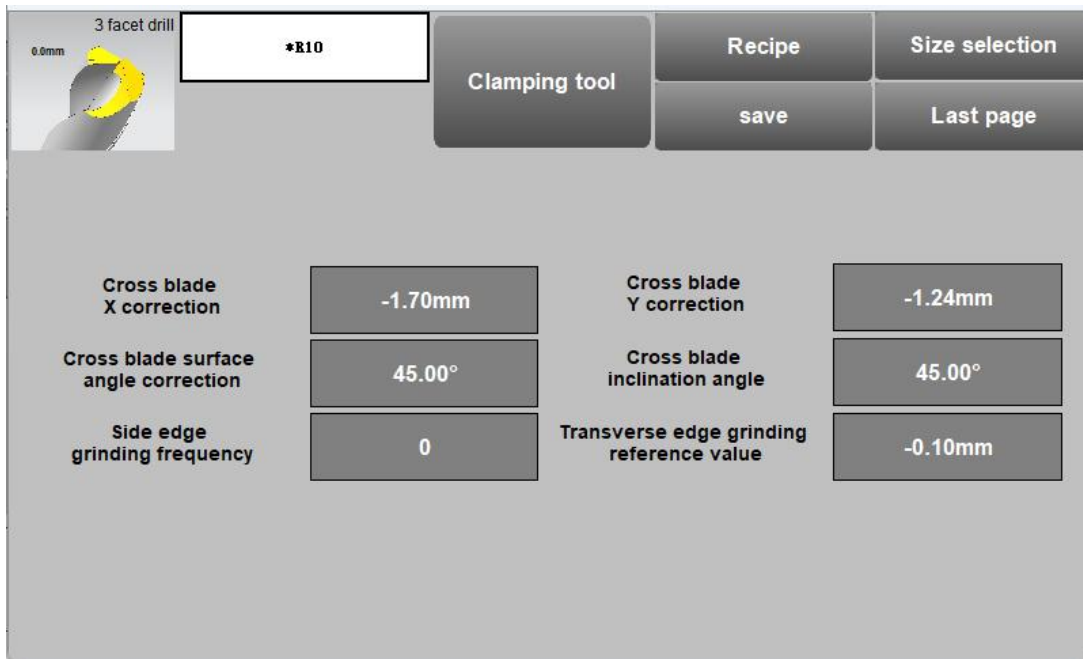 3 facet drill
0.0mm
*R10
Clamping tool
Recipe
Size selection
save
Last page
Cross blade
X correction
-1.70mm
Cross blade
Y correction
-1.24mm
Cross blade surface
angle correction
45.00°
Cross blade
inclination angle
45.00°
Side edge
grinding frequency
0
Transverse edge grinding
reference value
-0.10mm